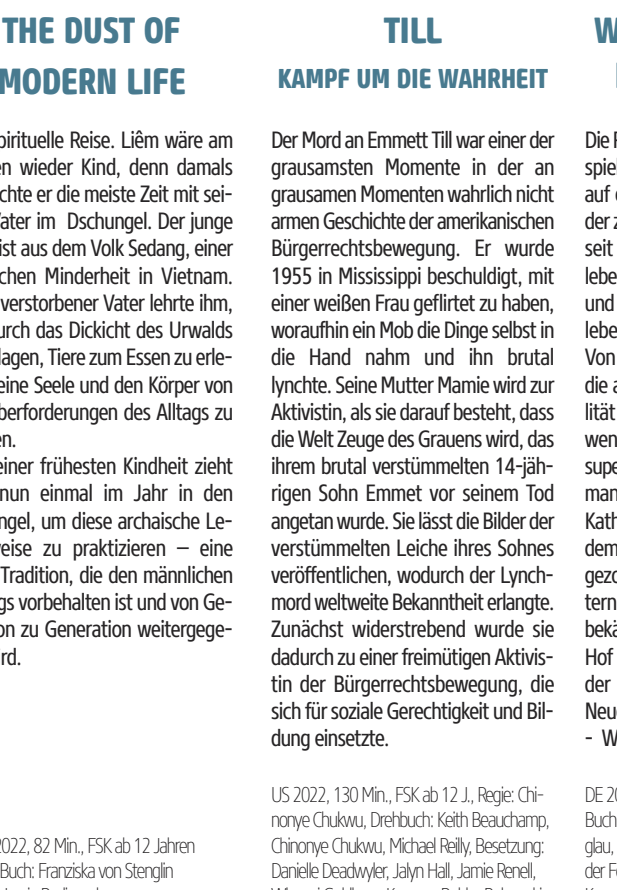 THE DUST OF
MODERN LIFE
pirituelle Reise. Liêm wäre am
en wieder Kind, denn damals
chte er die meiste Zeit mit sei-
Vater im Dschungel. Der junge
ist aus dem Volk Sedang, einer
chen Minderheit in Vietnam.
verstorbener Vater lehrte ihm,
urch das Dickicht des Urwalds
lagen, Tiere zum Essen zu erle-
eine Seele und den Körper von
berforderungen des Alltags zu
en.
einer frühesten Kindheit zieht
nun einmal im Jahr in den
ngel, um diese archaische Le-
eise zu praktizieren – eine
Tradition, die den männlichen
gs vorbehalten ist und von Ge-
on zu Generation weitergege-
rd.
2022, 82 Min., FSK ab 12 Jahren
Buch: Franziska von Stenglin
TILL
KAMPF UM DIE WAHRHEIT
Der Mord an Emmett Till war einer der
grausamsten Momente in der an
grausamen Momenten wahrlich nicht
armen Geschichte der amerikanischen
Bürgerrechtsbewegung. Er wurde
1955 in Mississippi beschuldigt, mit
einer weißen Frau geflirtet zu haben,
woraufhin ein Mob die Dinge selbst in
die Hand nahm und ihn brutal
lynchte. Seine Mutter Mamie wird zur
Aktivistin, als sie darauf besteht, dass
die Welt Zeuge des Grauens wird, das
ihrem brutal verstümmelten 14-jäh-
rigen Sohn Emmet vor seinem Tod
angetan wurde. Sie lässt die Bilder der
verstümmelten Leiche ihres Sohnes
veröffentlichen, wodurch der Lynch-
mord weltweite Bekanntheit erlangte.
Zunächst widerstrebend wurde sie
dadurch zu einer freimütigen Aktivis-
tin der Bürgerrechtsbewegung, die
sich für soziale Gerechtigkeit und Bil-
dung einsetzte.
US 2022, 130 Min., FSK ab 12 J., Regie: Chi-
nonye Chukwu, Drehbuch: Keith Beauchamp,
Chinonye Chukwu, Michael Reilly, Besetzung:
Danielle Deadwyler, Jalyn Hall, Jamie Renell,
W
Die
spiel
auf
der
seit
lebe
und
lebe
Von
die
lität
wen
supe
man
Kath
dem
gezo
tern
bekä
Hof
der
Neu
- W
DE 20
Buch
glau,
der Fe